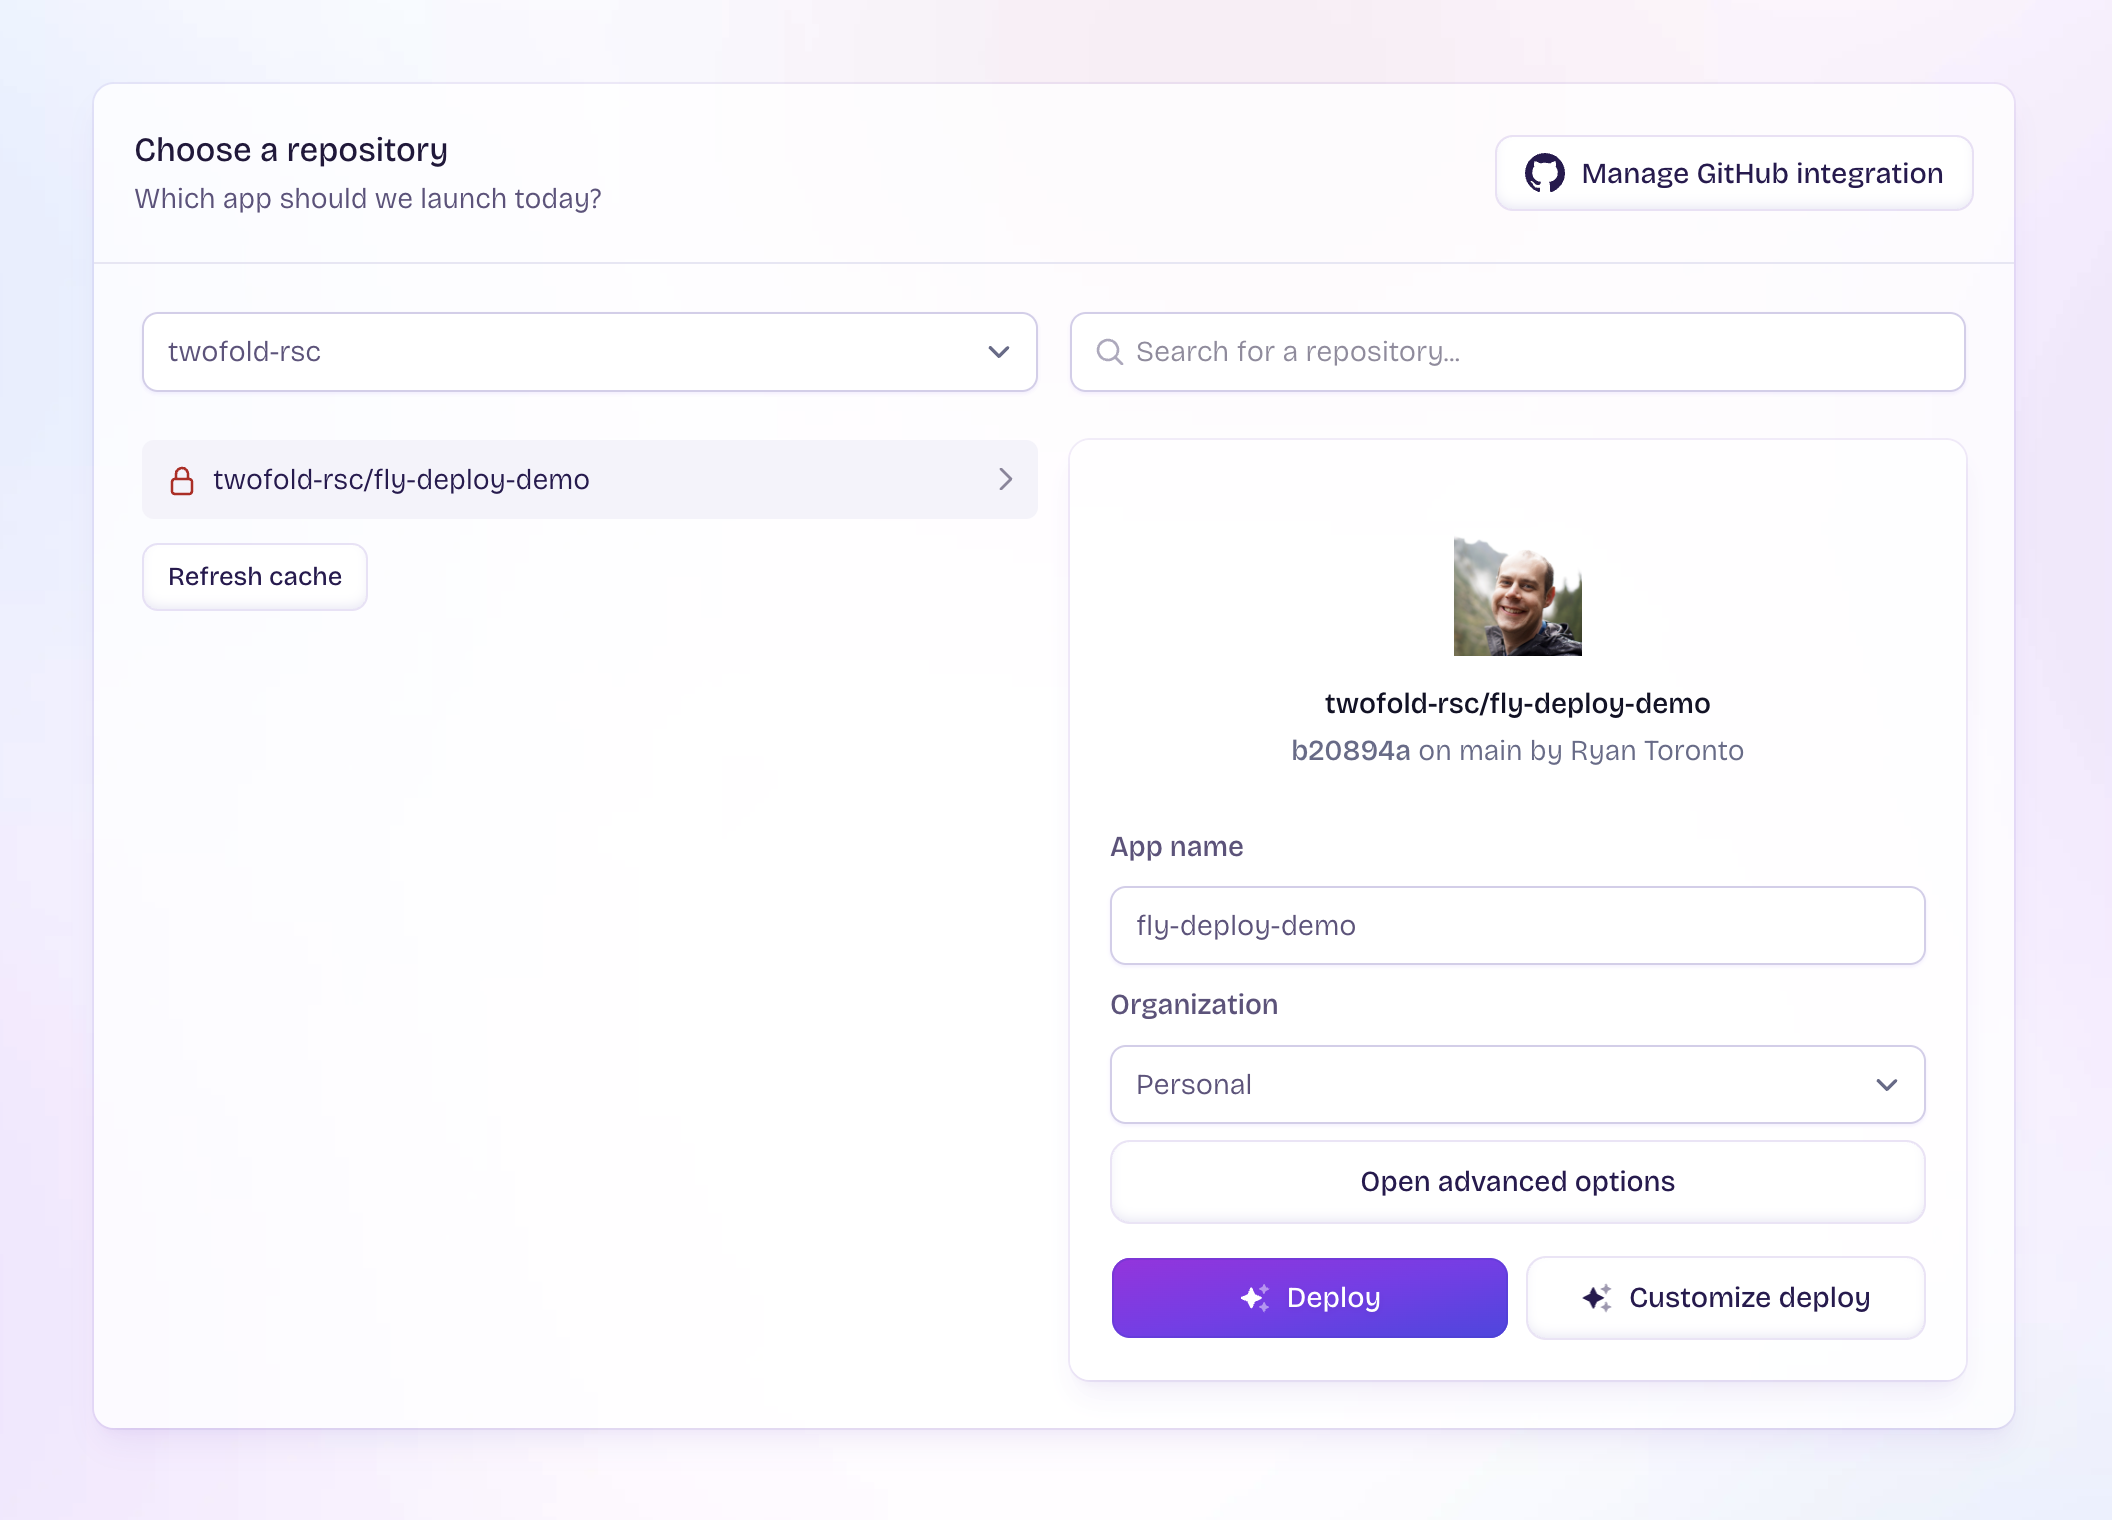 Choose a repository
Which app should we launch today?
Manage GitHub integration
twofold-rsc
Search for a repository...
twofold-rsc/fly-deploy-demo
Refresh cache
twofold-rsc/fly-deploy-demo
b20894a on main by Ryan Toronto
App name
fly-deploy-demo
Organization
Personal
Open advanced options
Deploy
Customize deploy